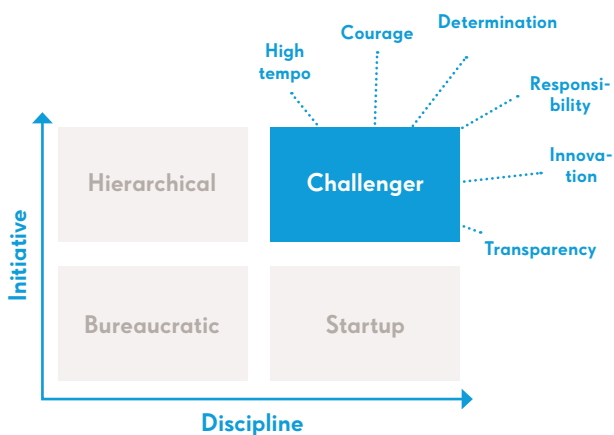 Courage
Determination
High
tempo
Responsi-
bility
Innova-
tion
Transparency
Hierarchical
Challenger
Bureaucratic
Startup
Initiative
Discipline